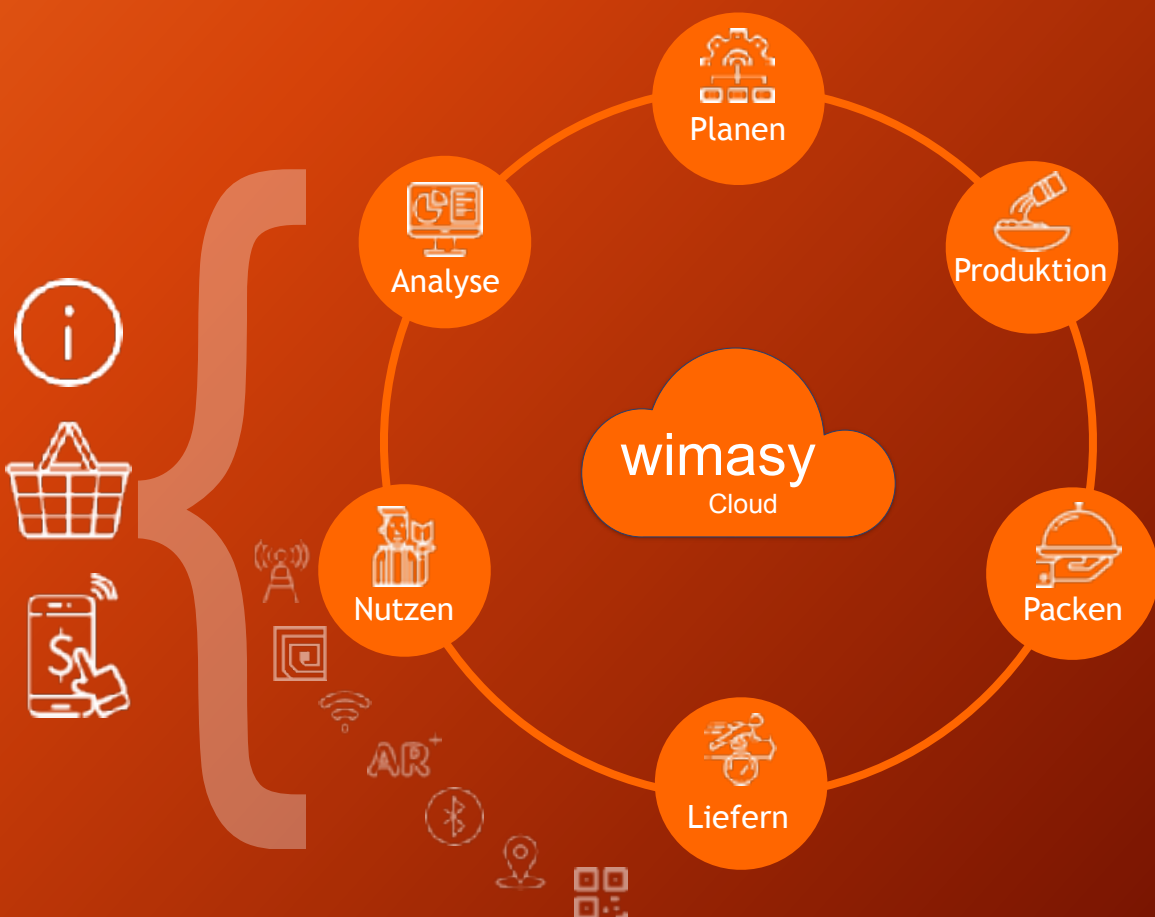 Planen
Analyse
Produktion
wimasy
Cloud
Nutzen
Packen
AR+
Liefern
$